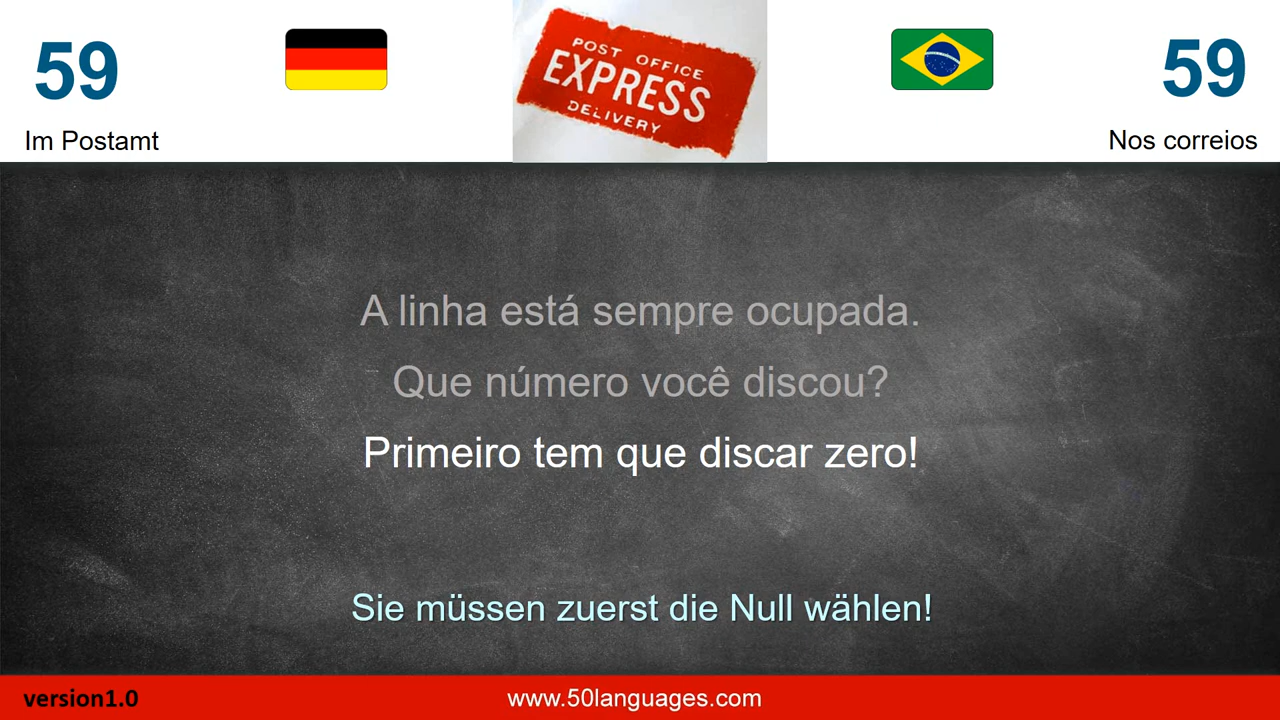 59
Im Postamt
POST OFFICE
EXPRESS
DELIVERY
59
Nos correios
A linha está sempre ocupada.
Que número você discou?
Primeiro tem que discar zero!
Sie müssen zuerst die Null wählen!
version1.0
www.50languages.com